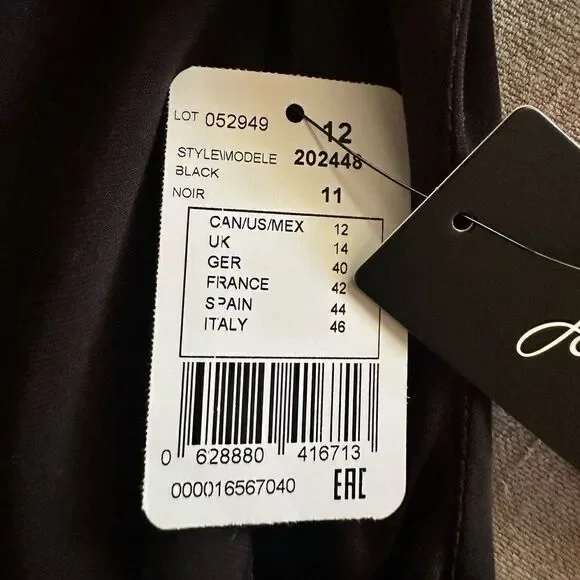 LOT 052949 12
STYLE\MODELE 202448
BLACK
NOIR 11
CAN/US/MEX 12
UK 14
GER 40
FRANCE 42
SPAIN 44
ITALY 46
0 628880 416713
000016567040 EAC